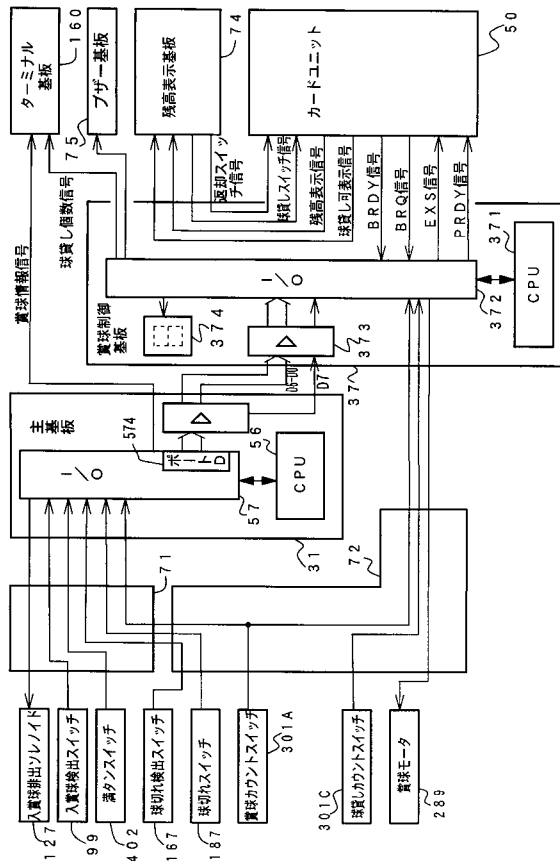 ターミナル
基板
160
ブザー基板
75
残高表示基板
74
カードユニット
50
賞球情報信号
球貸し個数信号
返却スイッ
チ信号
球貸しスイッチ信号
残高表示信号
球貸し可表示信号
BRDY信号
BRQ信号
EXS信号
PRDY信号
賞球制御
基板
374
I/O
372
CPU
371
373
37
D6-D0
D7
主基板
I/O
57
574
ポートD
CPU
56
31
71
72
入賞球排出ソレノイド
127
入賞球検出スイッチ
99
満タンスイッチ
402
球切れ検出スイッチ
167
球切れスイッチ
187
賞球カウントスイッチ
301A
球貸しカウントスイッチ
301C
賞球モータ
289